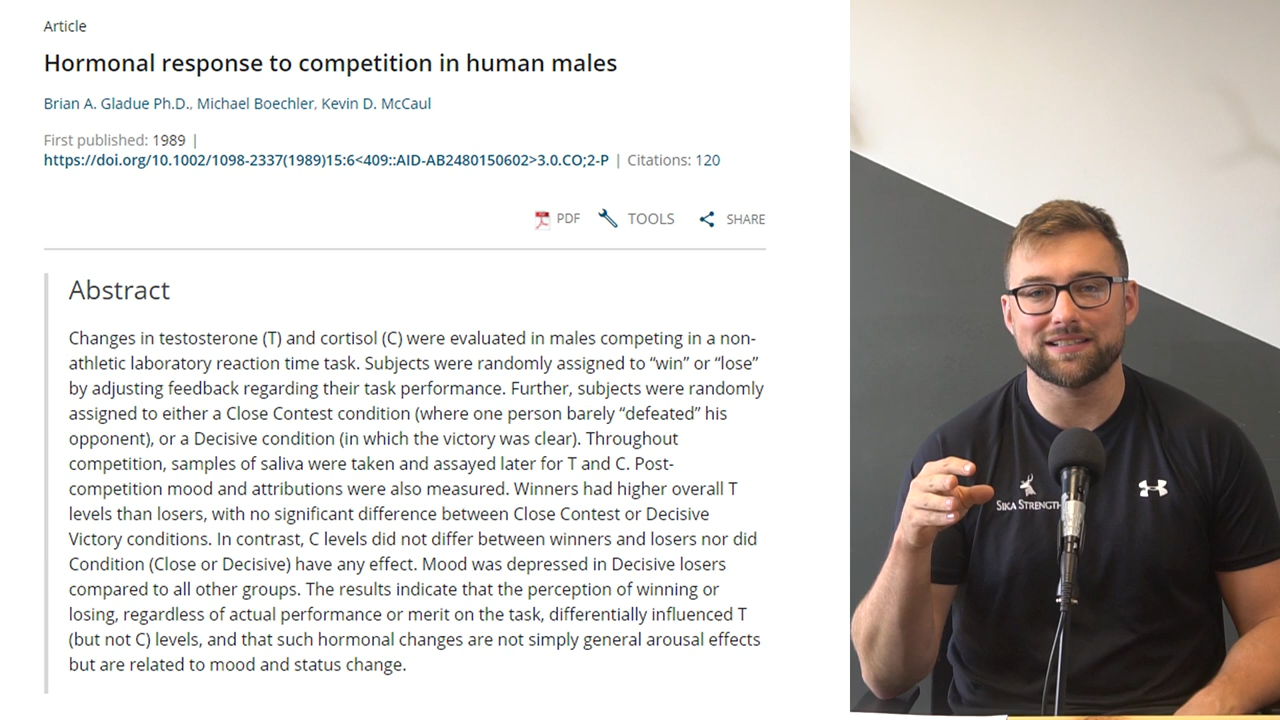 Article
Hormonal response to competition in human males
Brian A. Gladue Ph.D., Michael Boechler, Kevin D. McCaul
First published: 1989 |
https://doi.org/10.1002/1098-2337(1989)15:6<409::AID-AB2480150602>3.0.CO;2-P | Citations: 120
PDF TOOLS SHARE
Abstract
Changes in testosterone (T) and cortisol (C) were evaluated in males competing in a non-
athletic laboratory reaction time task. Subjects were randomly assigned to “win” or “lose”
by adjusting feedback regarding their task performance. Further, subjects were randomly
assigned to either a Close Contest condition (where one person barely “defeated” his
opponent), or a Decisive condition (in which the victory was clear). Throughout
competition, samples of saliva were taken and assayed later for T and C. Post-
competition mood and attributions were also measured. Winners had higher overall T
levels than losers, with no significant difference between Close Contest or Decisive
Victory conditions. In contrast, C levels did not differ between winners and losers nor did
Condition (Close or Decisive) have any effect. Mood was depressed in Decisive losers
compared to all other groups. The results indicate that the perception of winning or
losing, regardless of actual performance or merit on the task, differentially influenced T
(but not C) levels, and that such hormonal changes are not simply general arousal effects
but are related to mood and status change.
SIKA STRENGTH